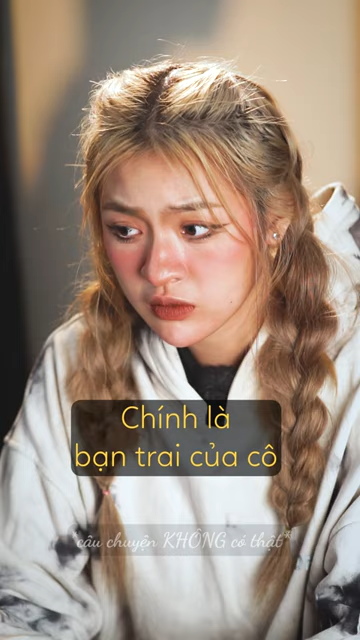 Chính là
bạn trai của cô
câu chuyện KHÔNG có thật*